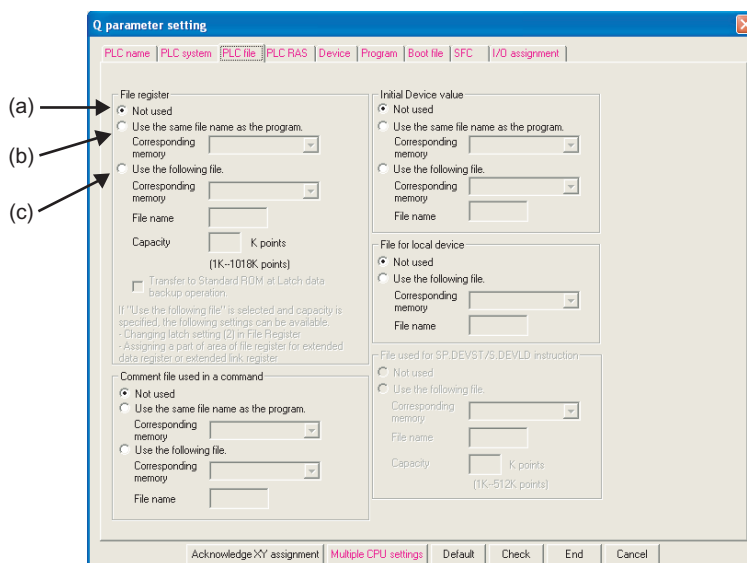 Q parameter setting
PLC name PLC system PLC file PLC RAS Device Program Boot file SFC I/O assignment
(a)
(b)
(c)
File register
Not used
Use the same file name as the program.
Corresponding
memory
Use the following file.
Corresponding
memory
File name
Capacity K points
(1K--1018K points)
Transfer to Standard ROM at Latch data
backup operation.
If "Use the following file" is selected and capacity is
specified, the following settings can be available.
- Changing latch setting (2) in File Register
- Assigning a part of area of file register for extended
data register or extended link register
Comment file used in a command
Not used
Use the same file name as the program.
Corresponding
memory
Use the following file.
Corresponding
memory
File name
Initial Device value
Not used
Use the same file name as the program.
Corresponding
memory
Use the following file.
Corresponding
memory
File name
File for local device
Not used
Use the following file.
Corresponding
memory
File name
File used for SP.DEVST/S.DEVLD instruction
Not used
Use the following file.
Corresponding
memory
File name
Capacity K points
(1K--512K points)
Acknowledge XY assignment Multiple CPU settings Default Check End Cancel